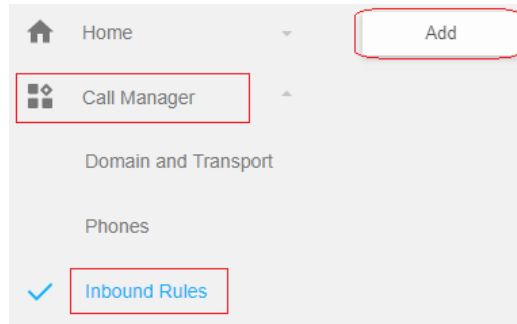 Home
Add
Call Manager
Domain and Transport
Phones
Inbound Rules